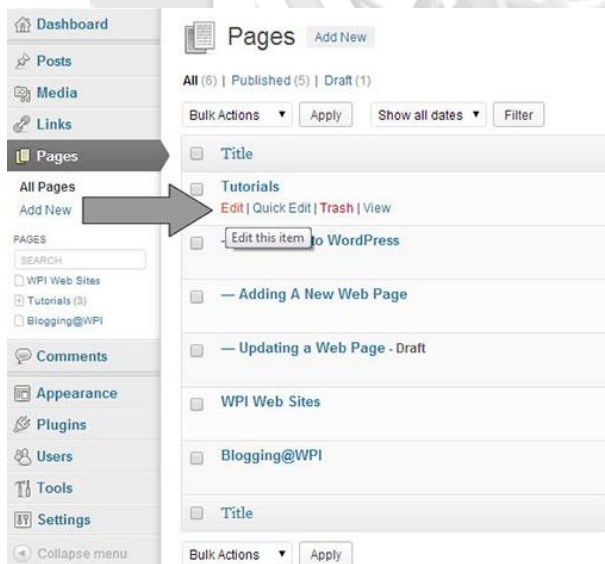 Dashboard
Posts
Media
Links
Pages
All Pages
Add New
PAGES
SEARCH
WPI Web Sites
Tutorials (3)
Blogging@WPI
Comments
Appearance
Plugins
Users
Tools
Settings
Collapse menu
Pages Add New
All (6) | Published (5) | Draft (1)
Bulk Actions Apply Show all dates Filter
Title
Tutorials
Edit | Quick Edit | Trash | View
Edit this item
to WordPress
— Adding A New Web Page
— Updating a Web Page - Draft
WPI Web Sites
Blogging@WPI
Title
Bulk Actions Apply